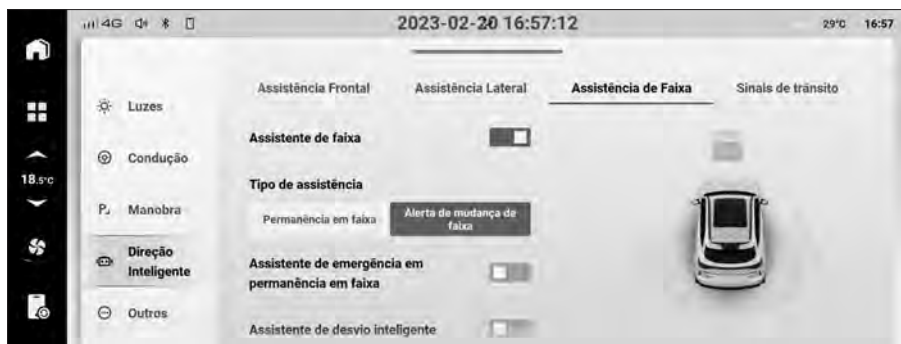 4G
2023-02-20 16:57:12
29°C 16:57
Assistência Frontal
Assistência Lateral
Assistência de Faixa
Sinais de trânsito
Luzes
Condução
Manobra
Direção
Inteligente
Outros
18.5°C
Assistente de faixa
Tipo de assistência
Permanência em faixa
Alerta de mudança de
faixa
Assistente de emergência em
permanência em faixa
Assistente de desvio inteligente